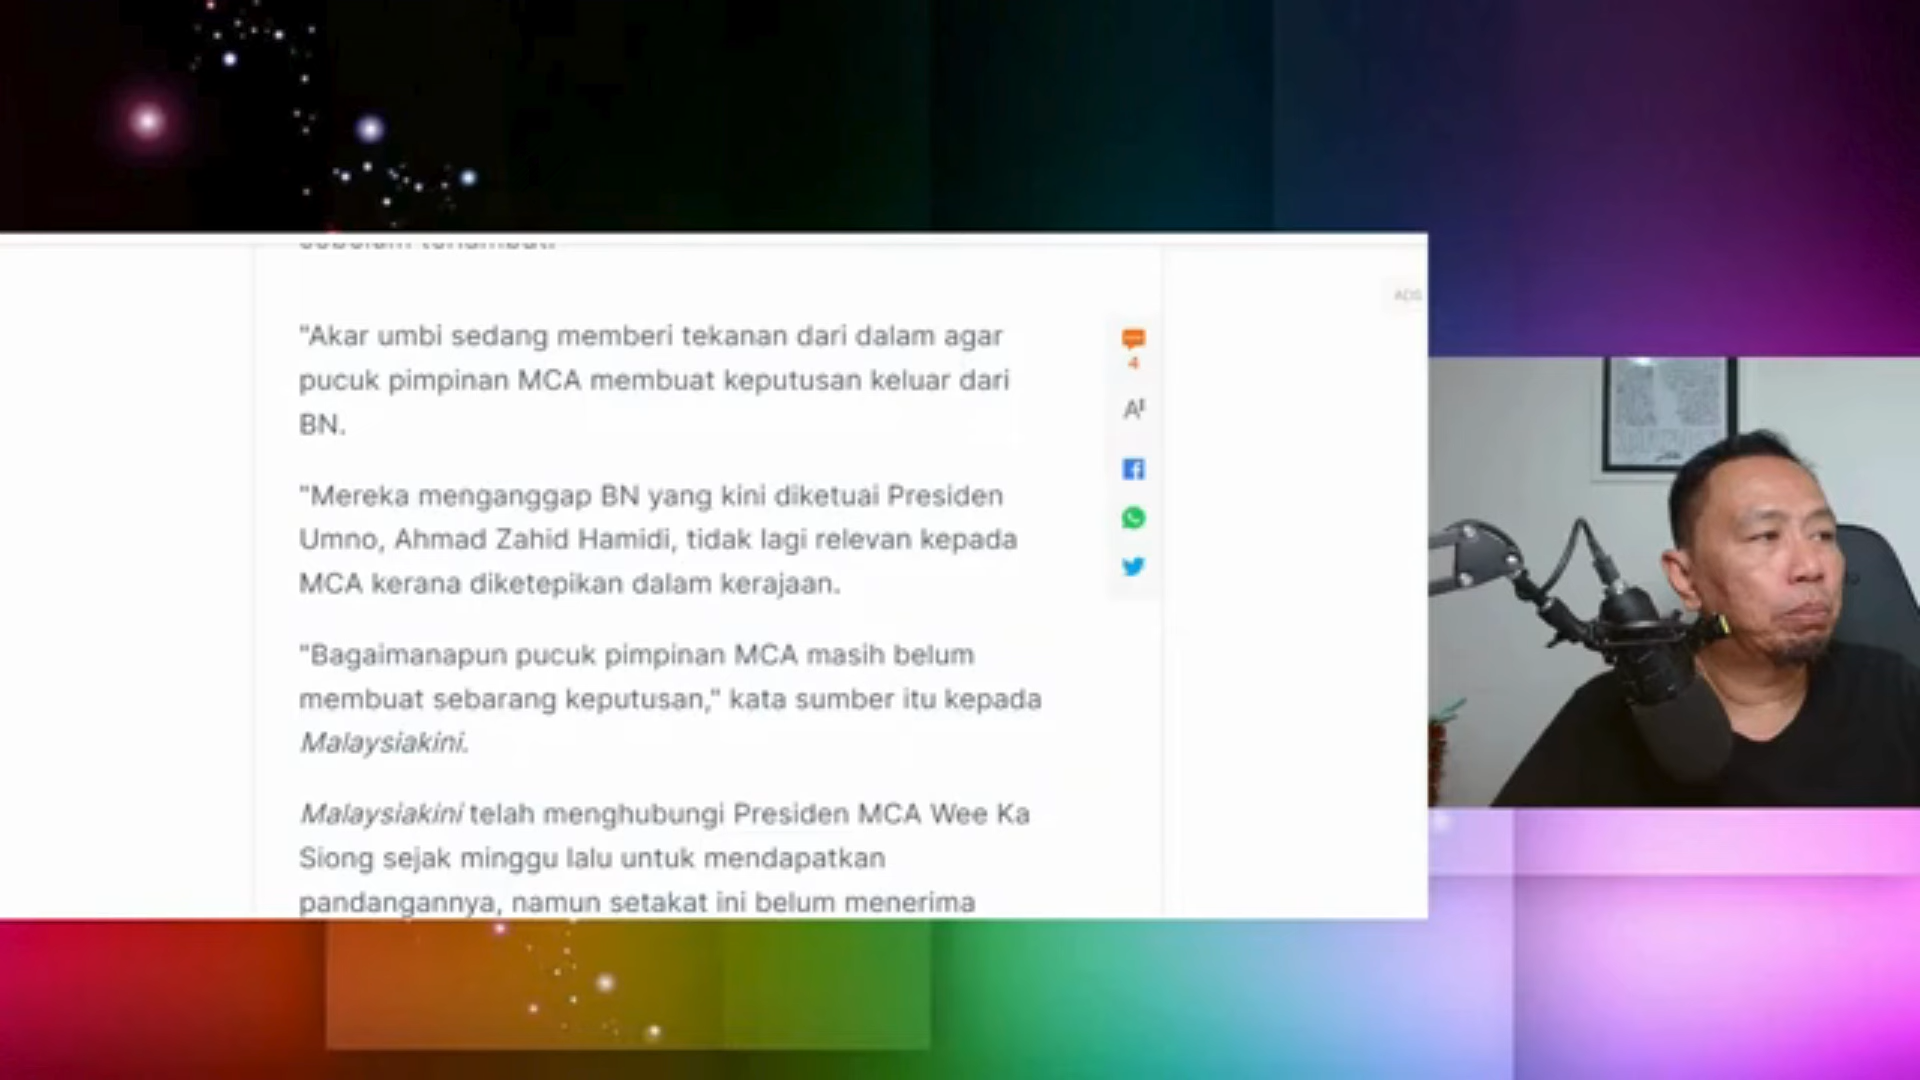 "Akar umbi sedang memberi tekanan dari dalam agar
pucuk pimpinan MCA membuat keputusan keluar dari
BN.
"Mereka menganggap BN yang kini diketuai Presiden
Umno, Ahmad Zahid Hamidi, tidak lagi relevan kepada
MCA kerana diketepikan dalam kerajaan.
"Bagaimanapun pucuk pimpinan MCA masih belum
membuat sebarang keputusan," kata sumber itu kepada
Malaysiakini.
Malaysiakini telah menghubungi Presiden MCA Wee Ka
Siong sejak minggu lalu untuk mendapatkan
pandangannya, namun setakat ini belum menerima
4
ADS